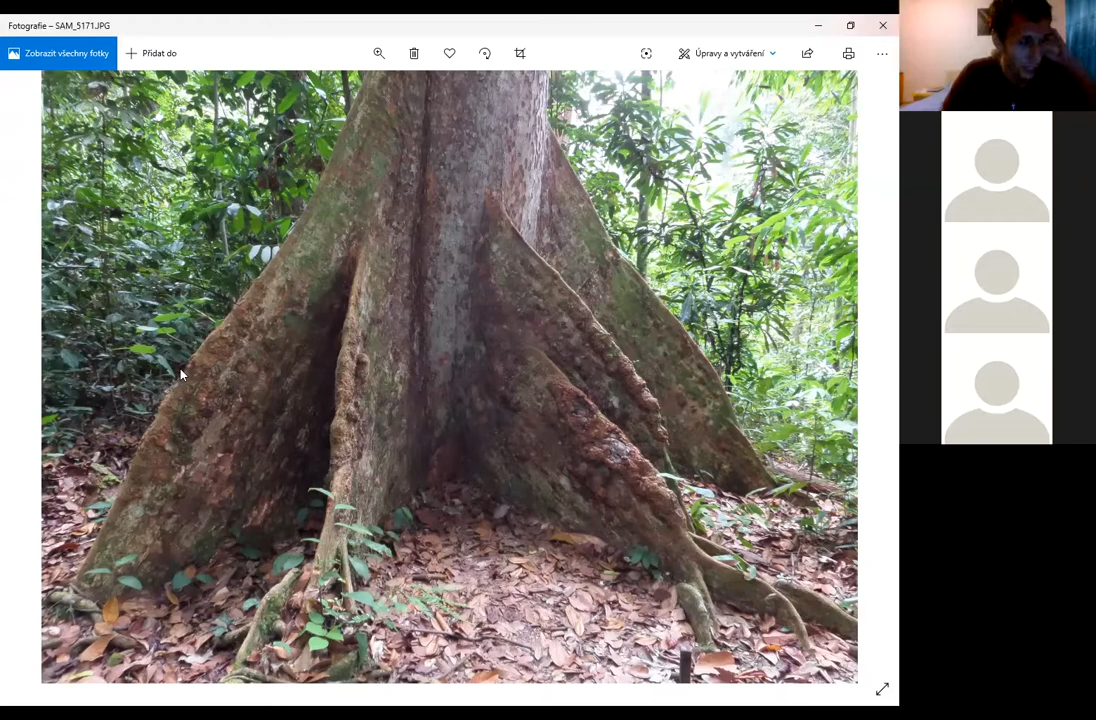 Fotografie – SAM_5171.JPG
Zobrazit všechny fotky
Přidat do
Úpravy a vytváření